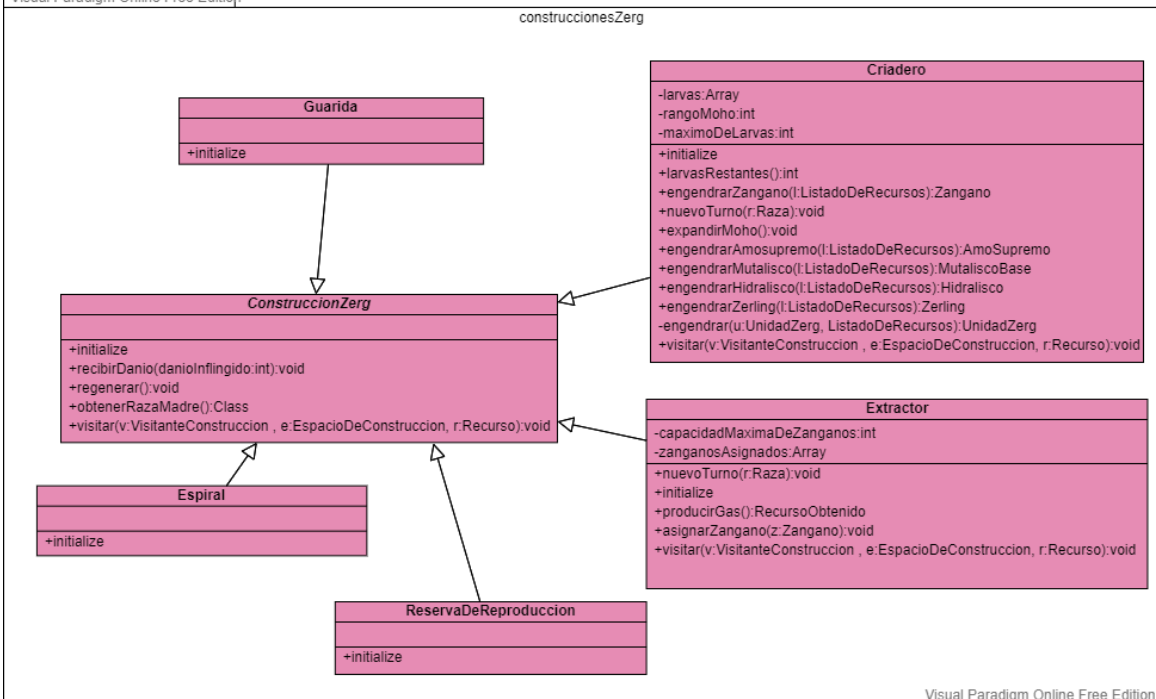 Visual Paradigm Online Free Edition
construccionesZerg
Guarida
+initialize
Criadero
-larvas:Array
-rangoMoho:int
-maximoDeLarvas:int
+initialize
+larvasRestantes():int
+engendrarZangano(l:ListadoDeRecursos):Zangano
+nuevoTurno(r:Raza):void
+expandirMoho():void
+engendrarAmosupremo(l:ListadoDeRecursos):AmoSupremo
+engendrarMutalisco(l:ListadoDeRecursos):MutaliscoBase
+engendrarHidralisco(l:ListadoDeRecursos):Hidralisco
+engendrarZerling(l:ListadoDeRecursos):Zerling
-engendrar(u:UnidadZerg, ListadoDeRecursos):UnidadZerg
+visitar(v:VisitanteConstruccion , e:EspacioDeConstruccion, r:Recurso):void
ConstruccionZerg
+initialize
+recibirDanio(danioInflingido:int):void
+regenerar():void
+obtenerRazaMadre():Class
+visitar(v:VisitanteConstruccion , e:EspacioDeConstruccion, r:Recurso):void
Extractor
-capacidadMaximaDeZanganos:int
-zanganosAsignados:Array
+nuevoTurno(r:Raza):void
+initialize
+producirGas():RecursoObtenido
+asignarZangano(z:Zangano):void
+visitar(v:VisitanteConstruccion , e:EspacioDeConstruccion, r:Recurso):void
Espiral
+initialize
ReservaDeReproduccion
+initialize
Visual Paradigm Online Free Edition